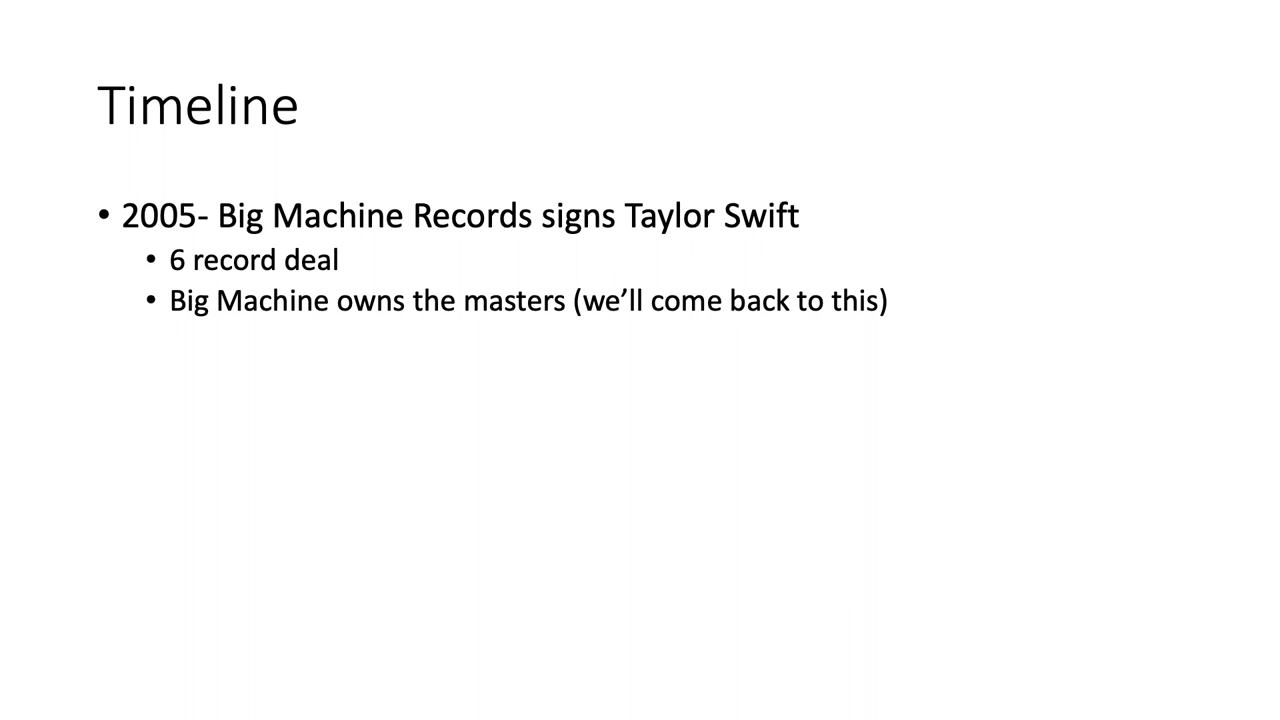 Timeline
• 2005- Big Machine Records signs Taylor Swift
• 6 record deal
• Big Machine owns the masters (we’ll come back to this)